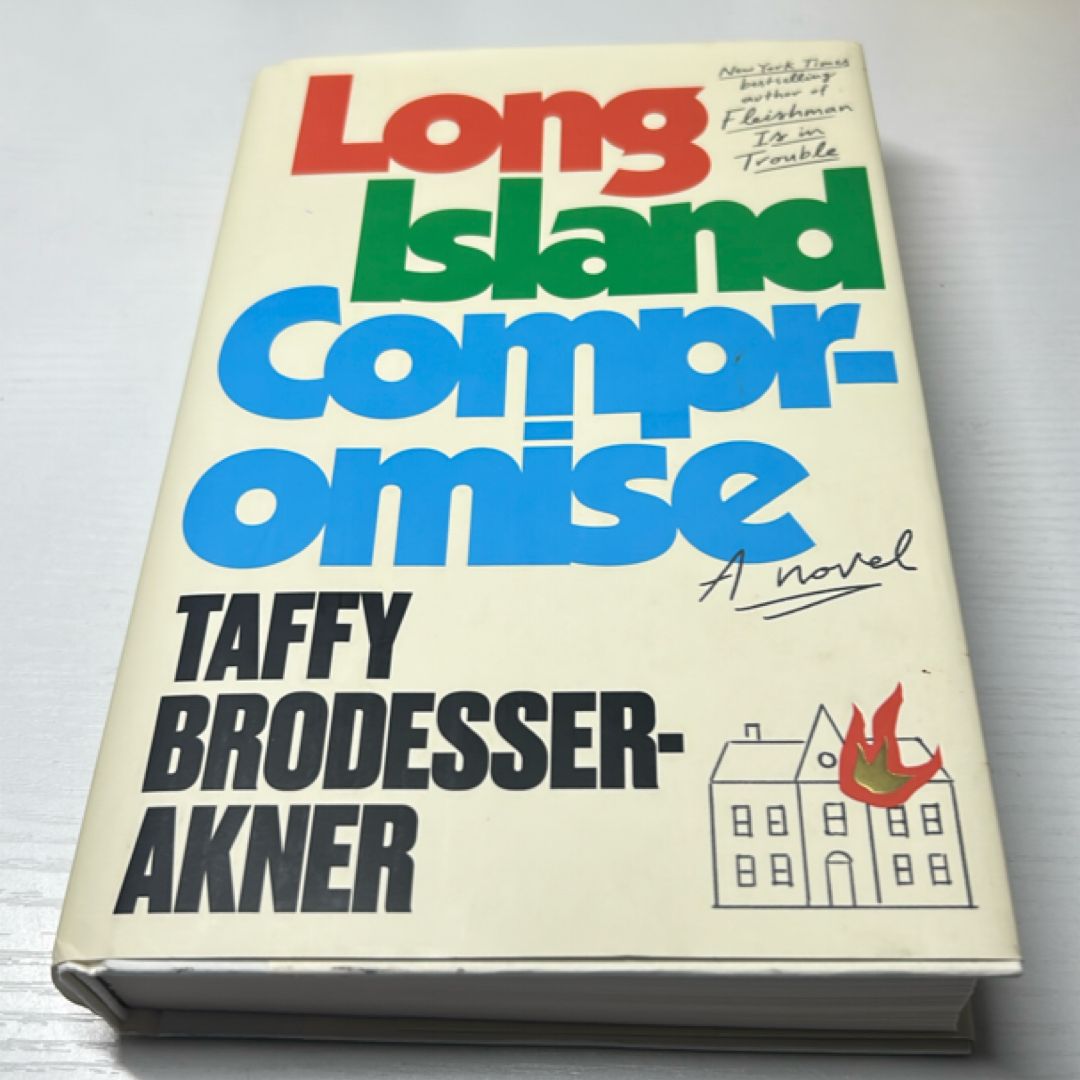 Long
New York Times
bestselling
author of
Fleishman
Is in
Trouble
Island
Compr-
omise
A novel
TAFFY
BRODESSER-
AKNER